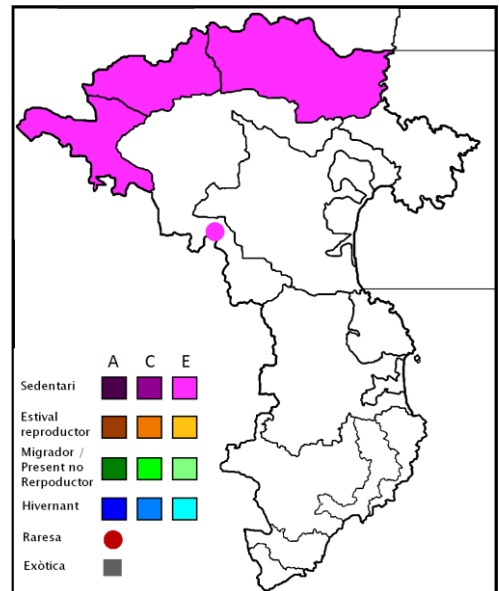 A C E
Sedentari
Estival
reproductor
Migrador /
Present no
Rerpoductor
Hivernant
Raresa
Exòtica